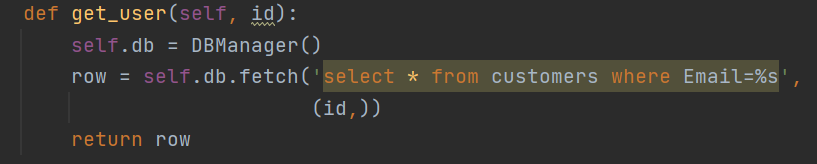 def get_user(self, id):
self.db = DBManager()
row = self.db.fetch('select * from customers where Email=%s',
(id,))
return row